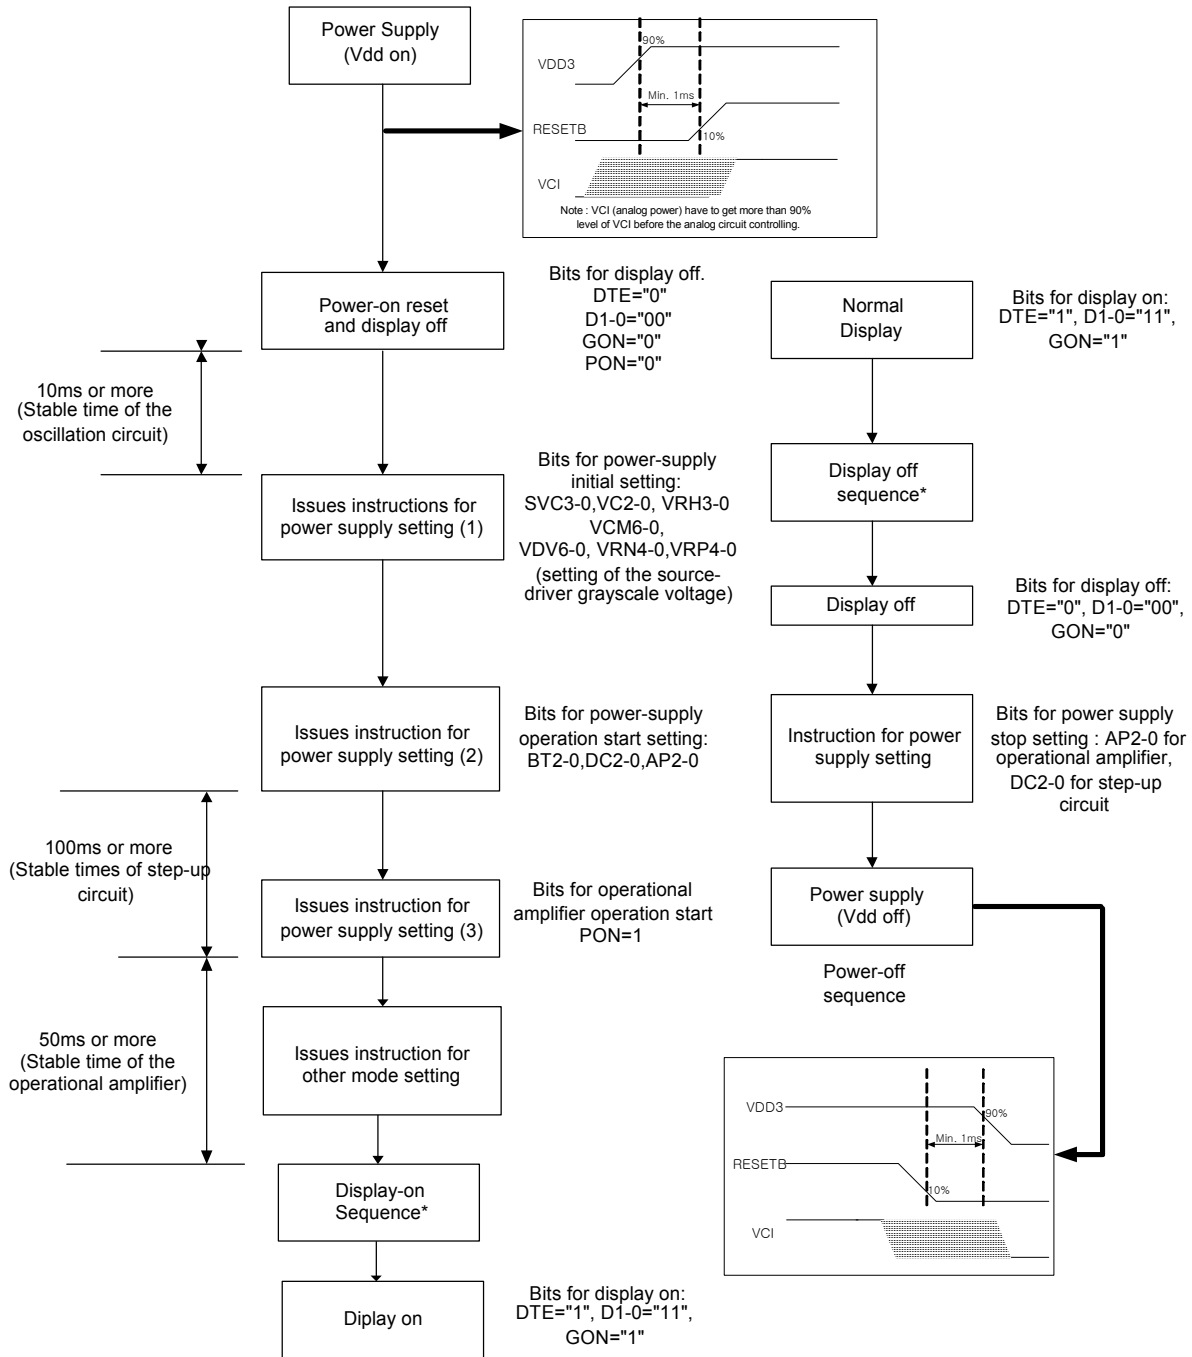 Power Supply
(Vdd on)
VDD3
90%
Min. 1ms
RESETB
10%
VCI
Note : VCI (analog power) have to get more than 90%
level of VCI before the analog circuit controlling.
Power-on reset
and display off
Bits for display off.
DTE="0"
D1-0="00"
GON="0"
PON="0"
10ms or more
(Stable time of the
oscillation circuit)
Issues instructions for
power supply setting (1)
Bits for power-supply
initial setting:
SVC3-0,VC2-0, VRH3-0
VCM6-0,
VDV6-0, VRN4-0,VRP4-0
(setting of the source-
driver grayscale voltage)
Issues instruction for
power supply setting (2)
Bits for power-supply
operation start setting:
BT2-0,DC2-0,AP2-0
100ms or more
(Stable times of step-up
circuit)
Issues instruction for
power supply setting (3)
Bits for operational
amplifier operation start
PON=1
50ms or more
(Stable time of the
operational amplifier)
Issues instruction for
other mode setting
Display-on
Sequence*
Diplay on
Bits for display on:
DTE="1", D1-0="11",
GON="1"
Normal
Display
Bits for display on:
DTE="1", D1-0="11",
GON="1"
Display off
sequence*
Display off
Bits for display off:
DTE="0", D1-0="00",
GON="0"
Instruction for power
supply setting
Bits for power supply
stop setting : AP2-0 for
operational amplifier,
DC2-0 for step-up
circuit
Power supply
(Vdd off)
Power-off
sequence
VDD3
90%
Min. 1ms
RESETB
10%
VCI